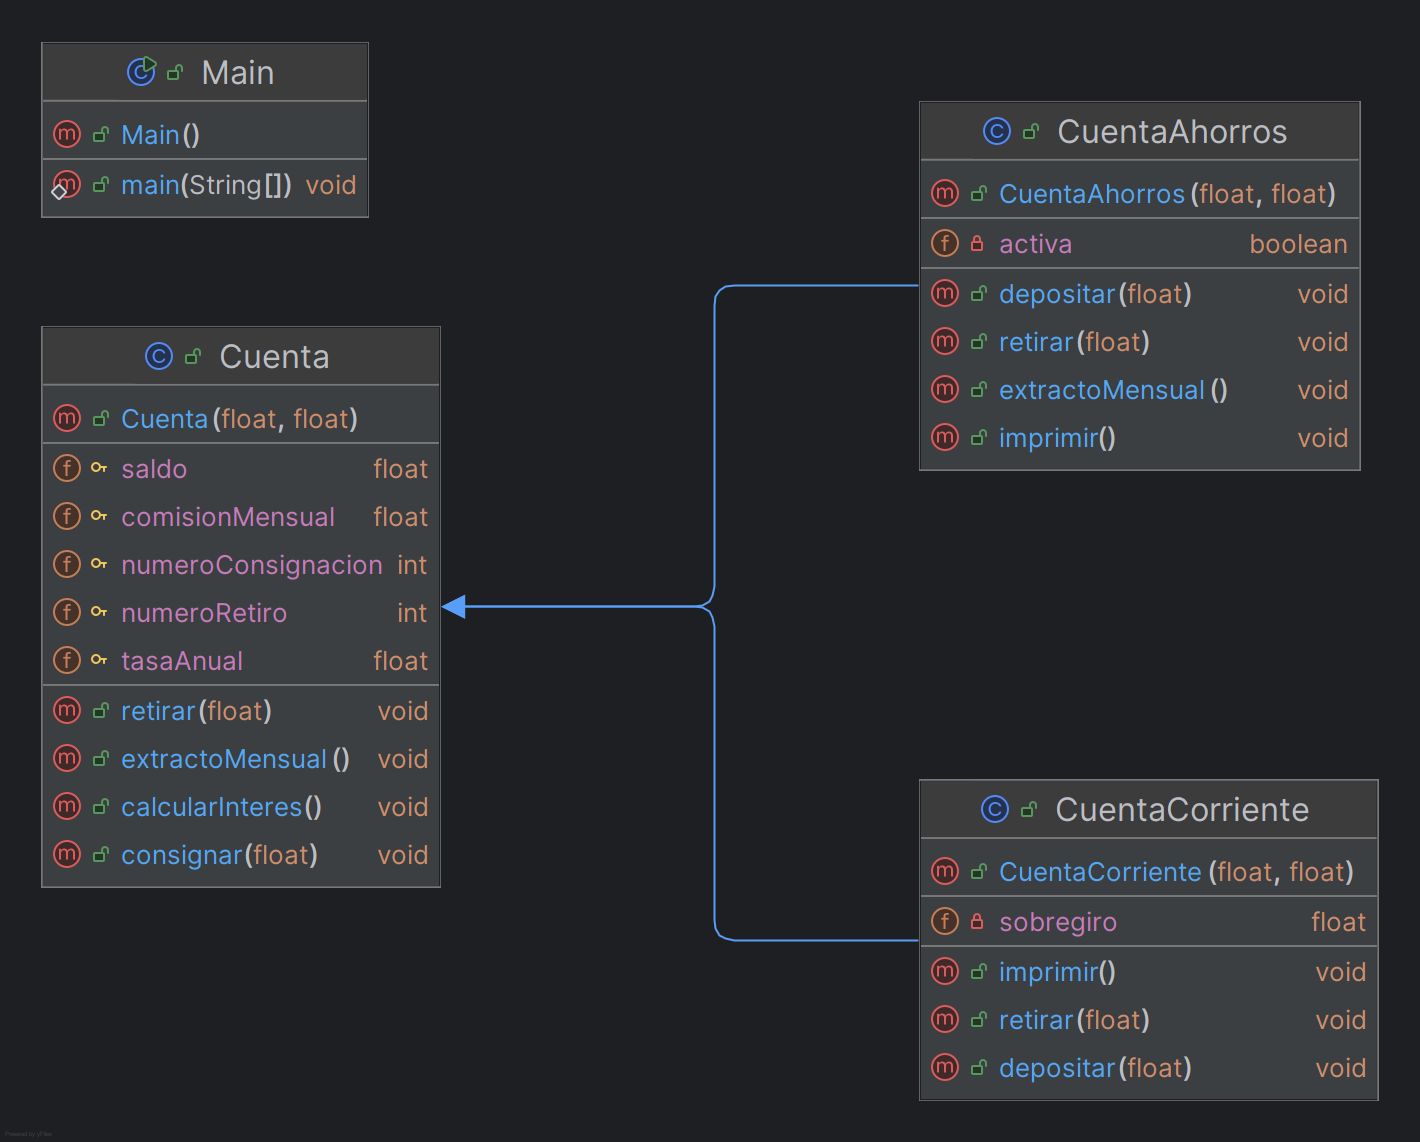 Main
Main()
main(String[]) void
Cuenta
Cuenta(float, float)
saldo float
comisionMensual float
numeroConsignacion int
numeroRetiro int
tasaAnual float
retirar(float) void
extractoMensual() void
calcularInteres() void
consignar(float) void
CuentaAhorros
CuentaAhorros(float, float)
activa boolean
depositar(float) void
retirar(float) void
extractoMensual() void
imprimir() void
CuentaCorriente
CuentaCorriente(float, float)
sobregiro float
imprimir() void
retirar(float) void
depositar(float) void
Powered by yFiles